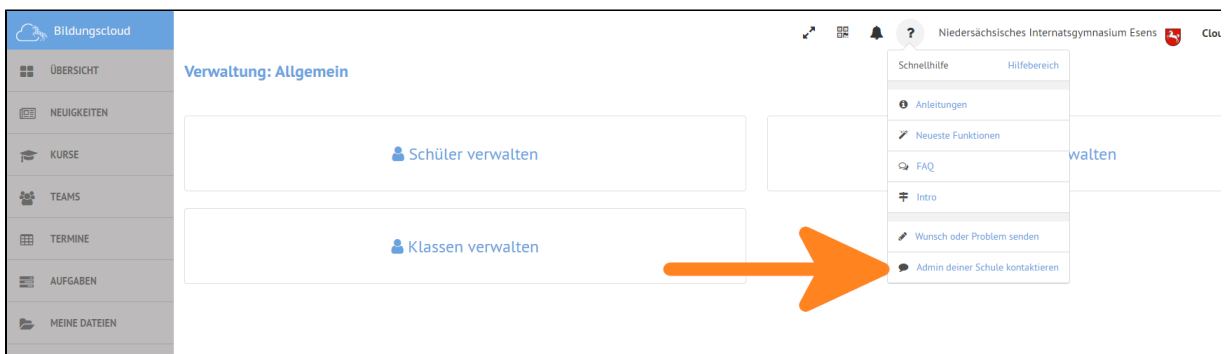 Bildungscloud
? Niedersächsisches Internatsgymnasium Esens Clou
ÜBERSICHT
NEUIGKEITEN
KURSE
TEAMS
TERMINE
AUFGABEN
MEINE DATEIEN
Verwaltung: Allgemein
Schüler verwalten
walten
Klassen verwalten
Schnellhilfe Hilfebereich
Anleitungen
Neueste Funktionen
FAQ
Intro
Wunsch oder Problem senden
Admin deiner Schule kontaktieren